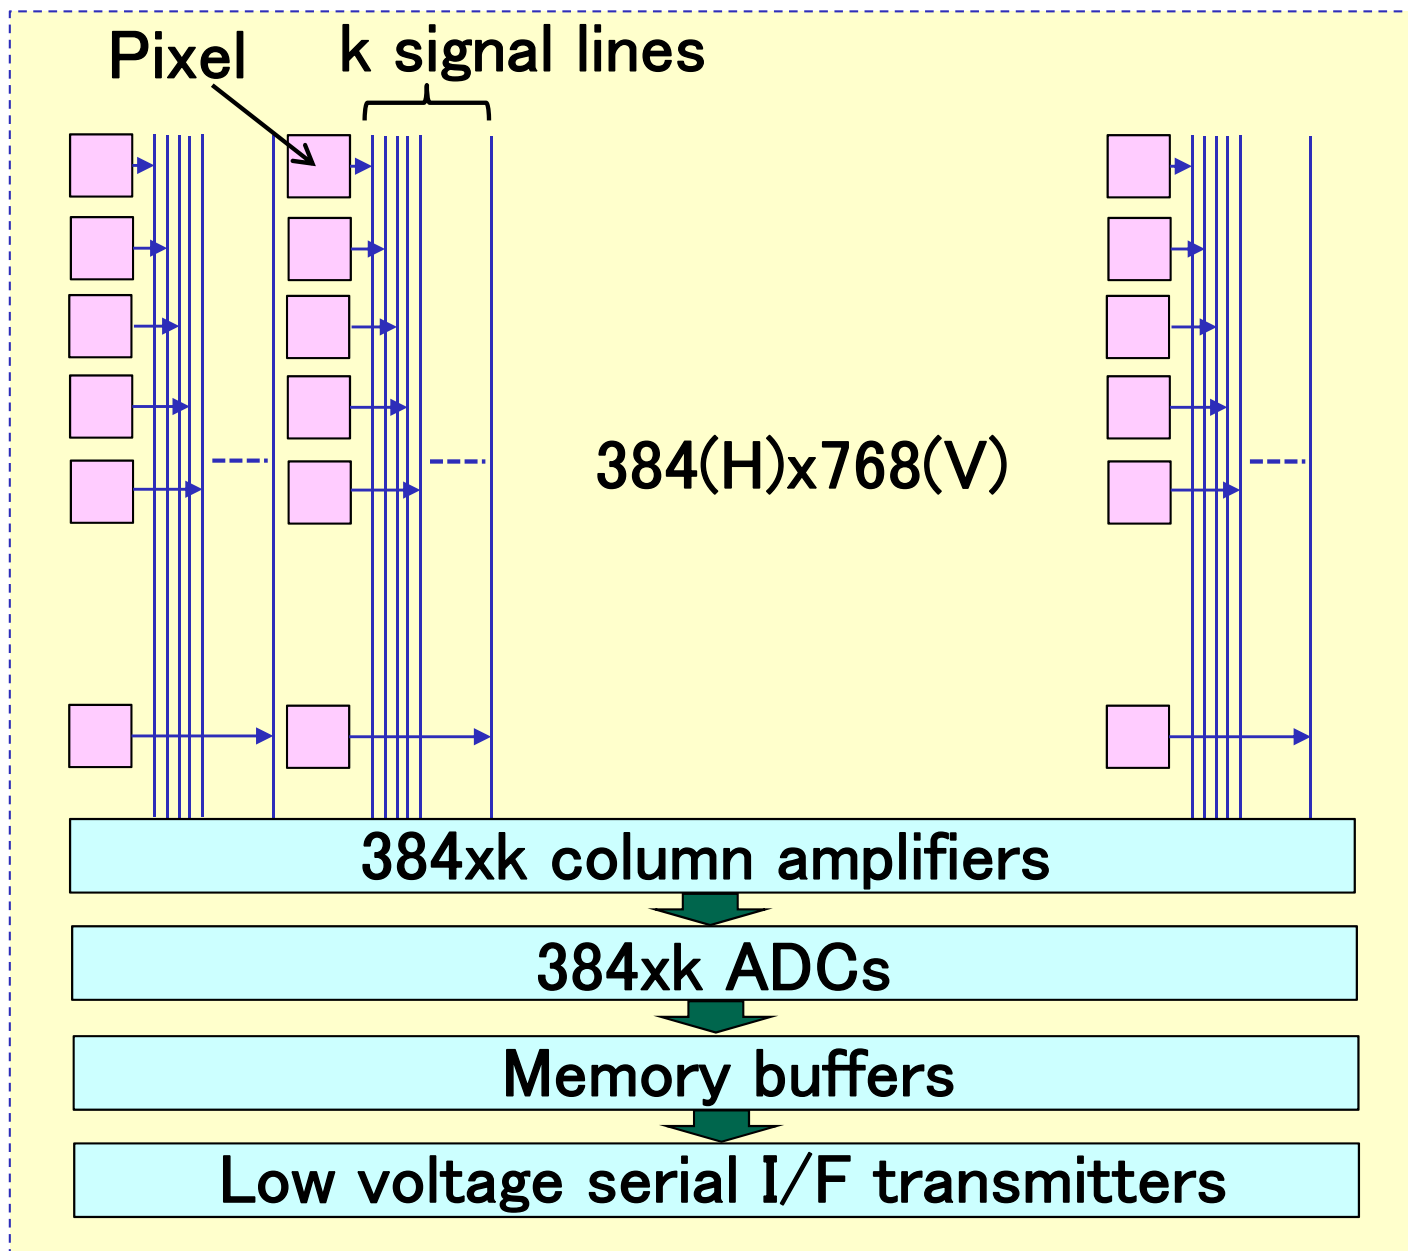 Pixel
k signal lines
384(H)x768(V)
384xk column amplifiers
384xk ADCs
Memory buffers
Low voltage serial I/F transmitters